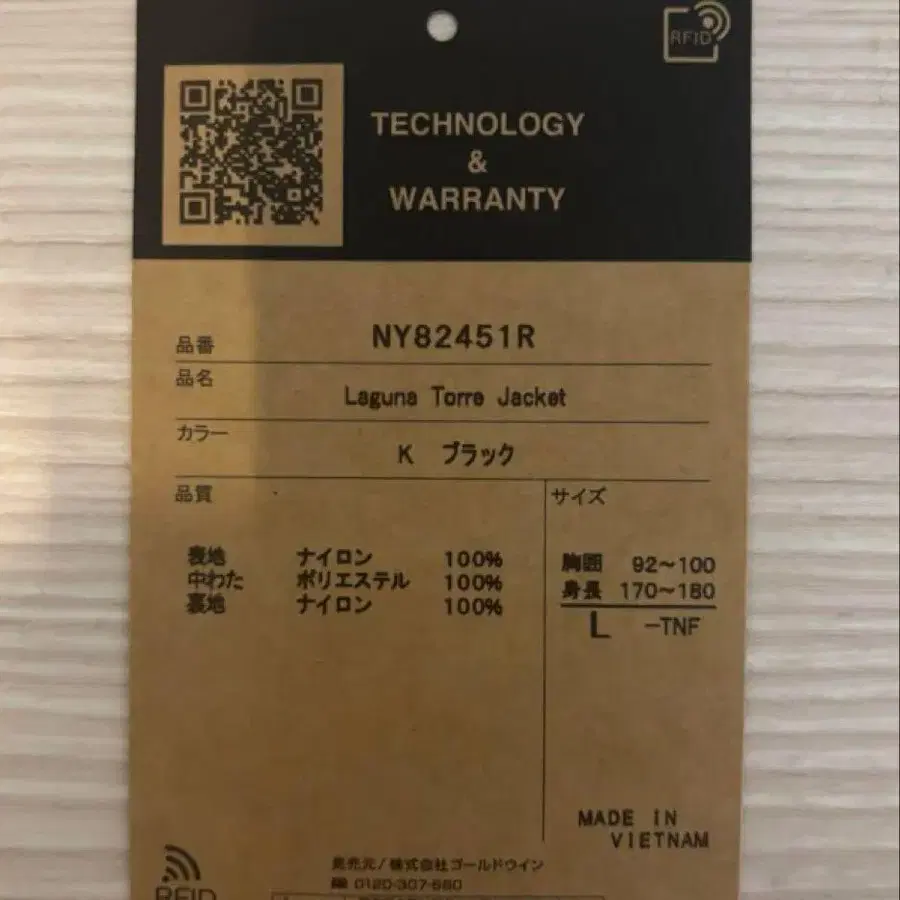 RFID
TECHNOLOGY
&
WARRANTY
品番 NY82451R
品名 Laguna Torre Jacket
カラー K ブラック
品質
サイズ
表地 ナイロン 100%
中わた ポリエステル 100%
裏地 ナイロン 100%
胸囲 92~100
身長 170~180
L -TNF
MADE IN
VIETNAM
発売元/株式会社ゴールドウイン
0120-307-560
RFID